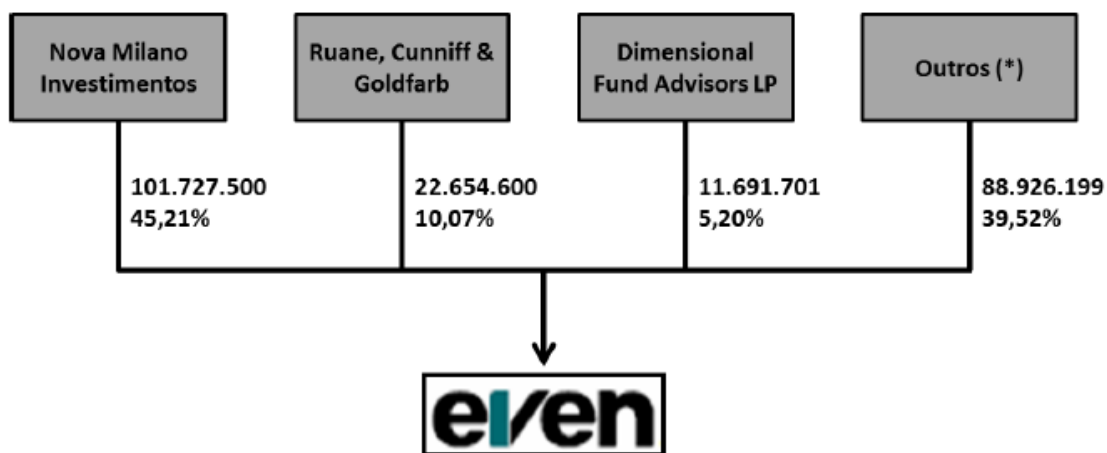 Nova Milano
Investimentos
Ruane, Cunniff &
Goldfarb
Dimensional
Fund Advisors LP
Outros (*)
101.727.500
45,21%
22.654.600
10,07%
11.691.701
5,20%
88.926.199
39,52%
even